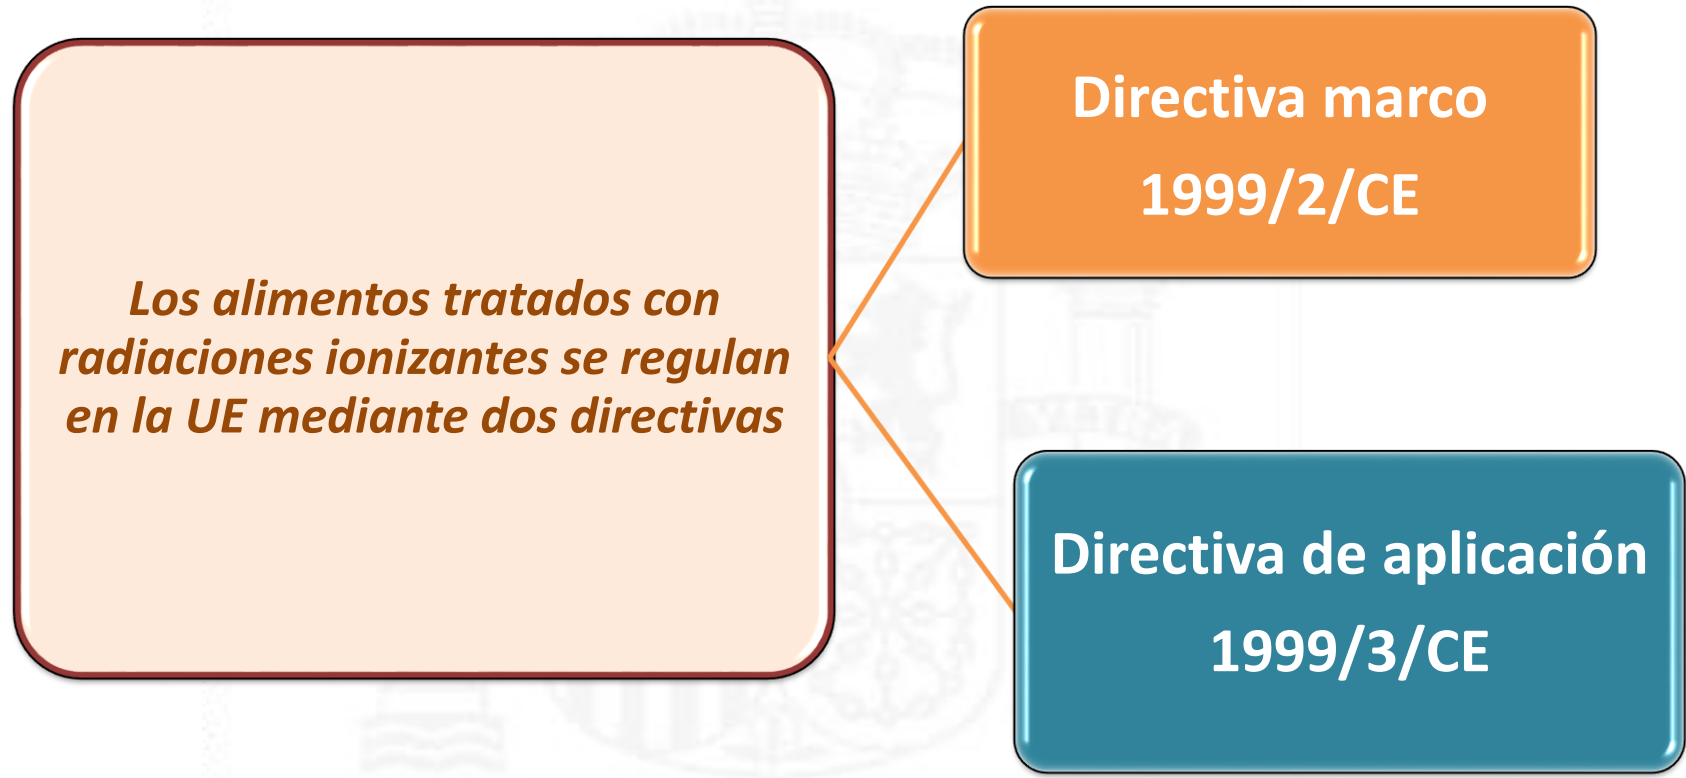 Los alimentos tratados con
radiaciones ionizantes se regulan
en la UE mediante dos directivas
Directiva marco
1999/2/CE
Directiva de aplicación
1999/3/CE